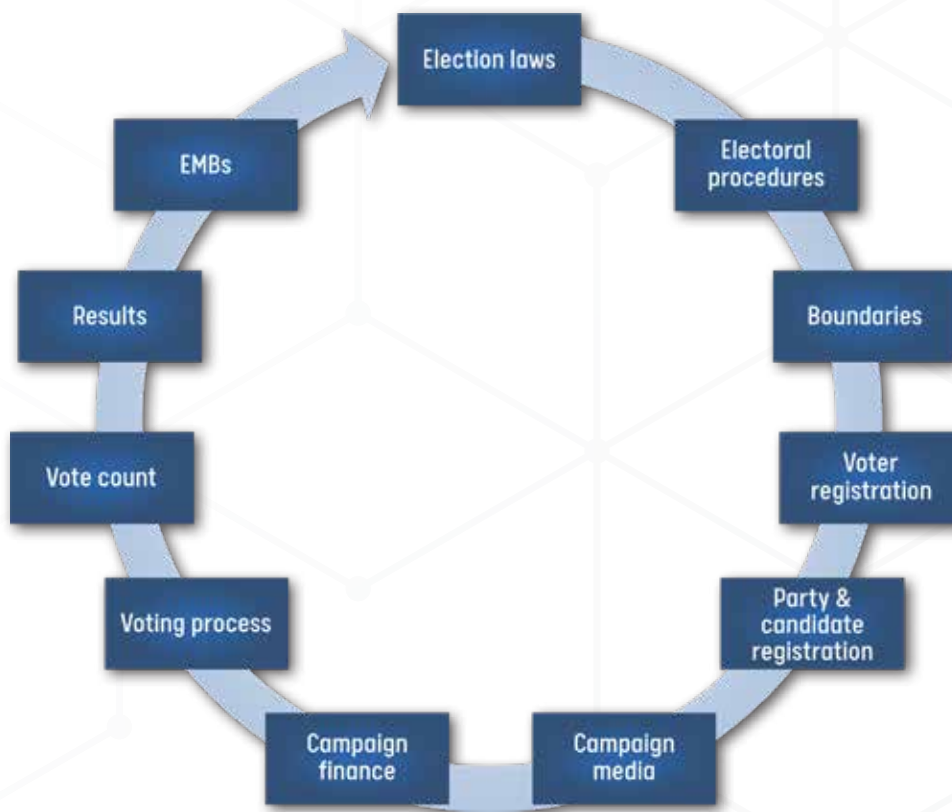 Election laws
Electoral
procedures
Boundaries
Voter
registration
Party &
candidate
registration
Campaign
media
Campaign
finance
Voting process
Vote count
Results
EMBs